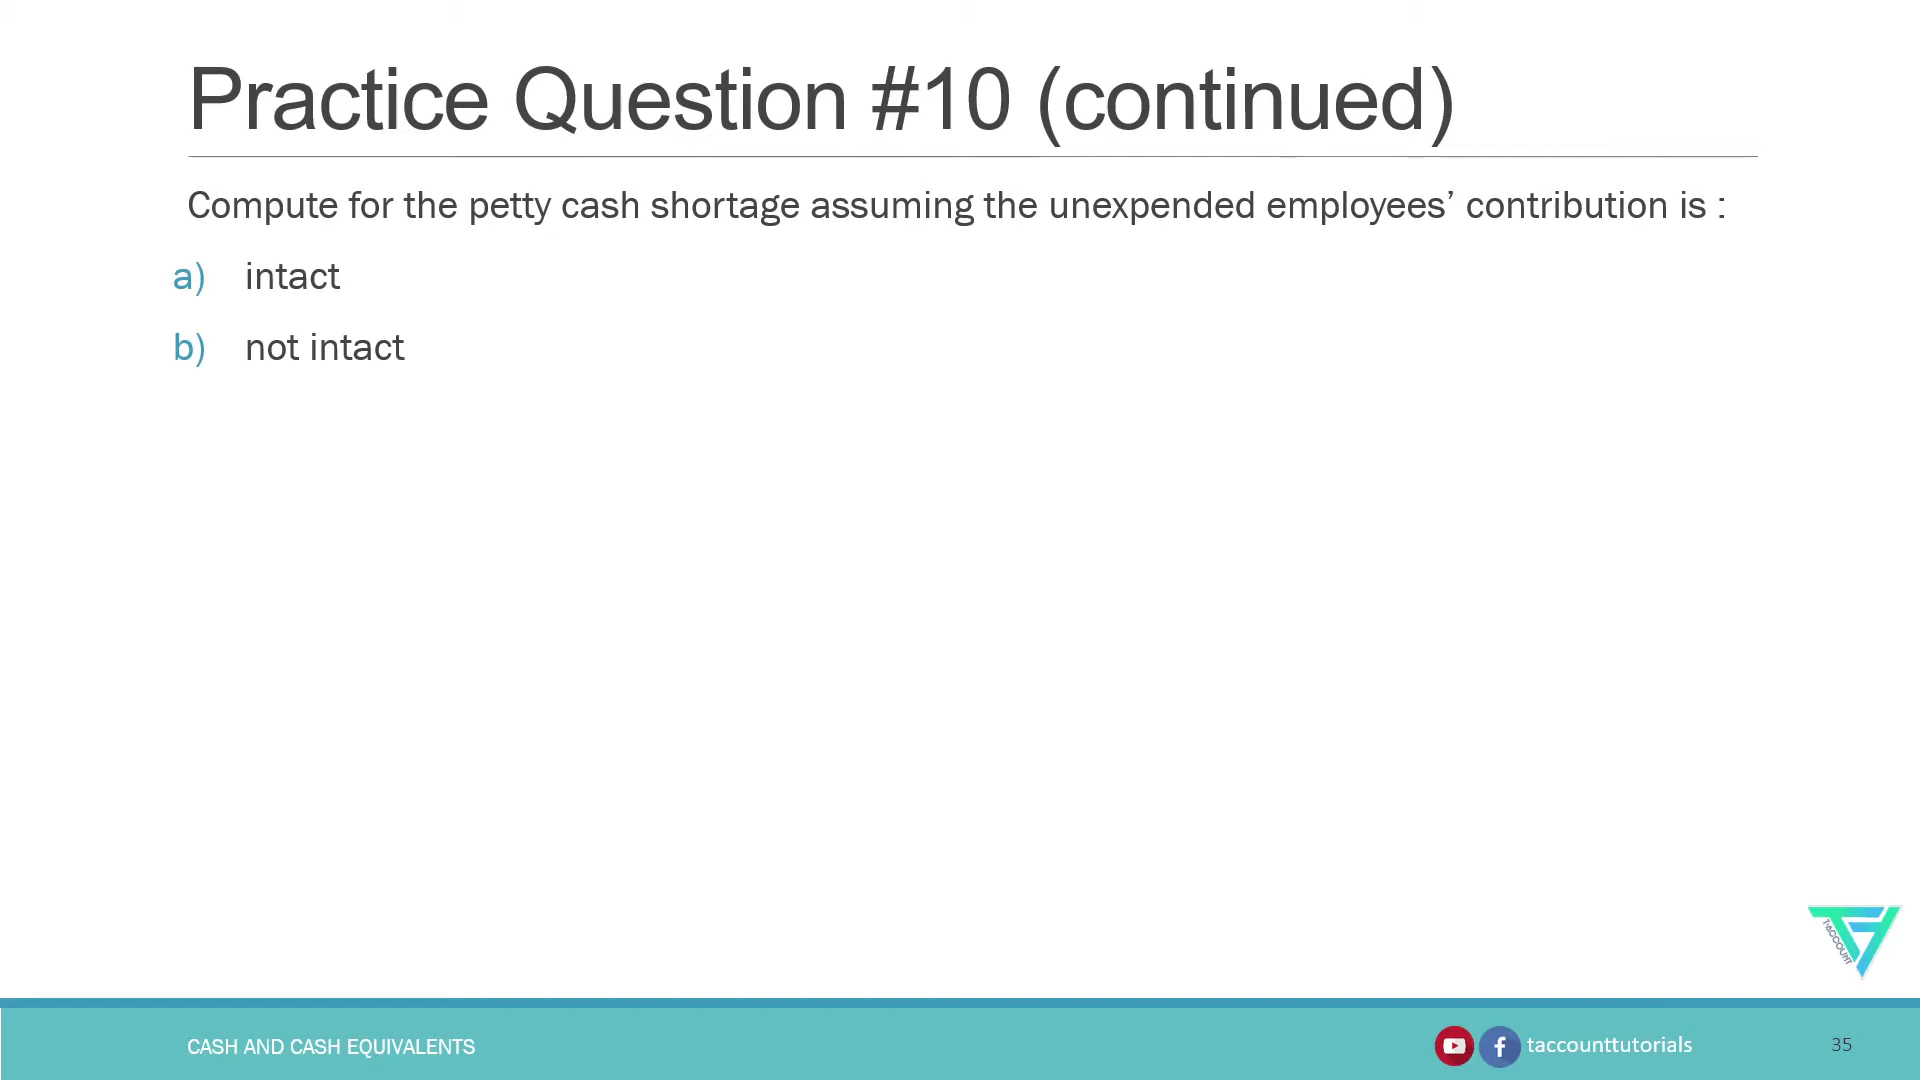 Practice Question #10 (continued)
Compute for the petty cash shortage assuming the unexpended employees’ contribution is :
a) intact
b) not intact
T-ACCOUNT
CASH AND CASH EQUIVALENTS
taccounttutorials
35